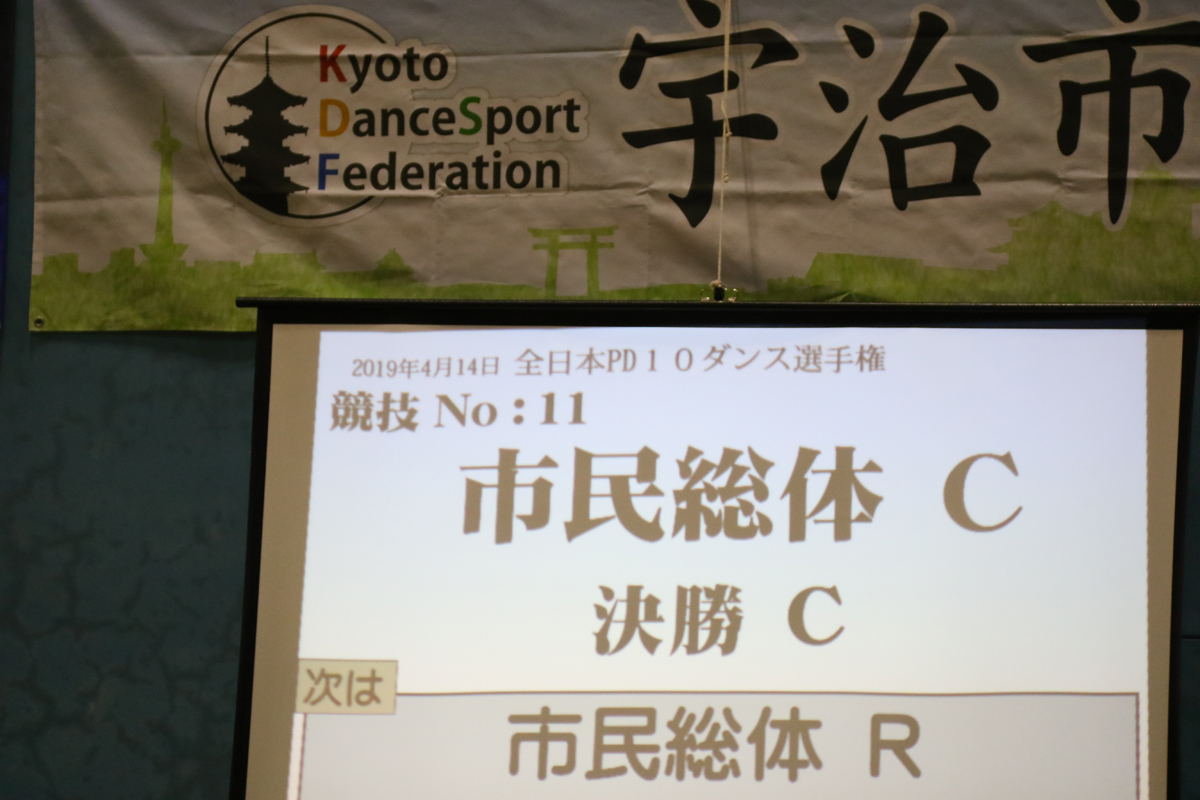 Kyoto
DanceSport
Federation
宇治市
2019年4月14日 全日本PD１０ダンス選手権
競技 No：11
市民総体 C
決勝 C
次は
市民総体 R